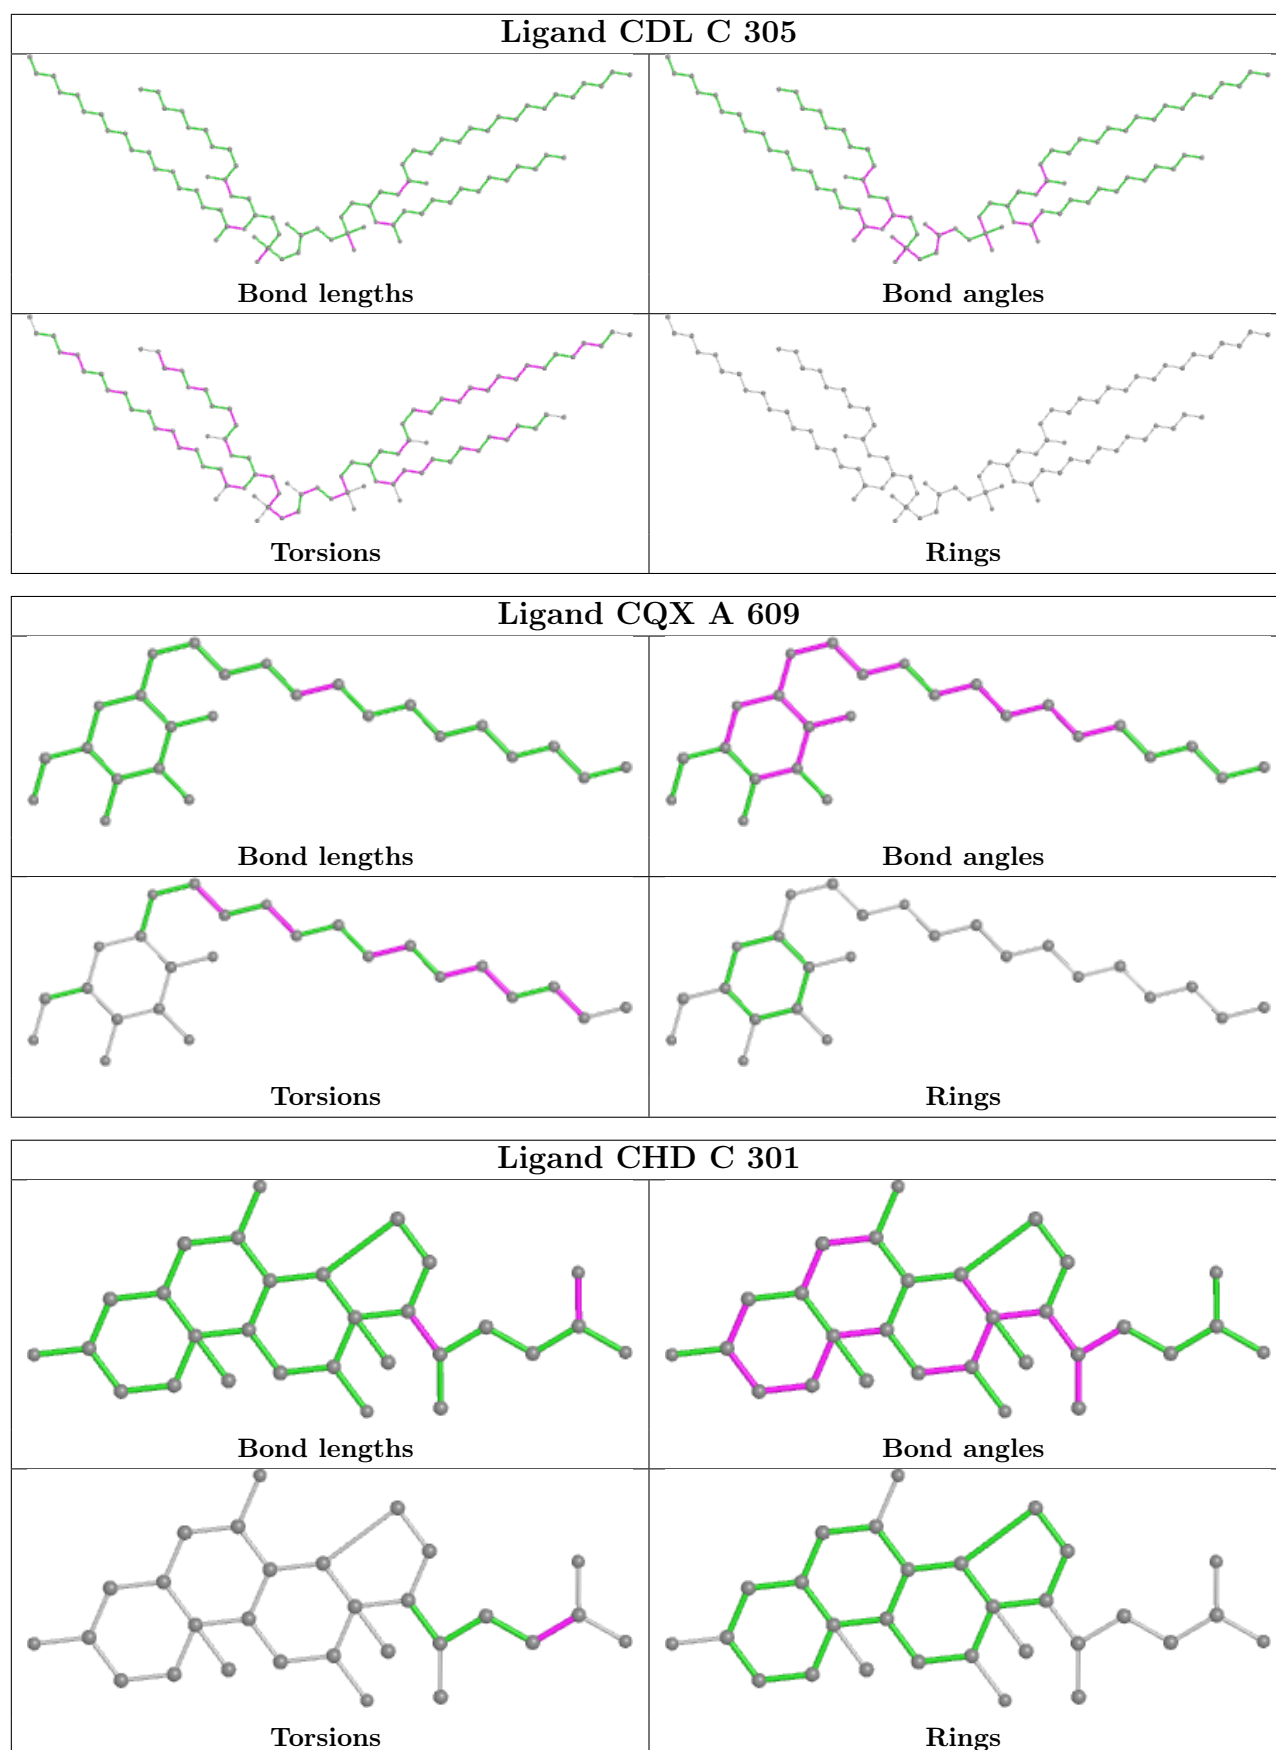 Ligand CDL C 305
Bond lengths
Bond angles
Torsions
Rings
Ligand CQX A 609
Bond lengths
Bond angles
Torsions
Rings
Ligand CHD C 301
Bond lengths
Bond angles
Torsions
Rings